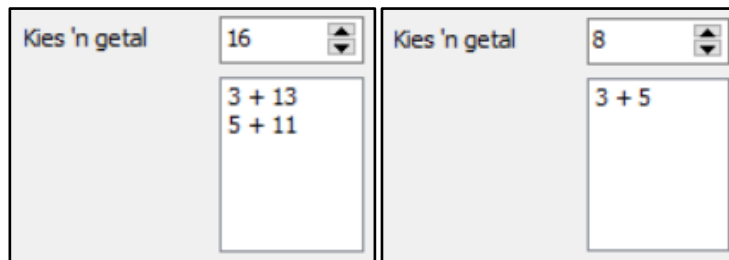 Kies 'n getal 16
3 + 13
5 + 11
Kies 'n getal 8
3 + 5